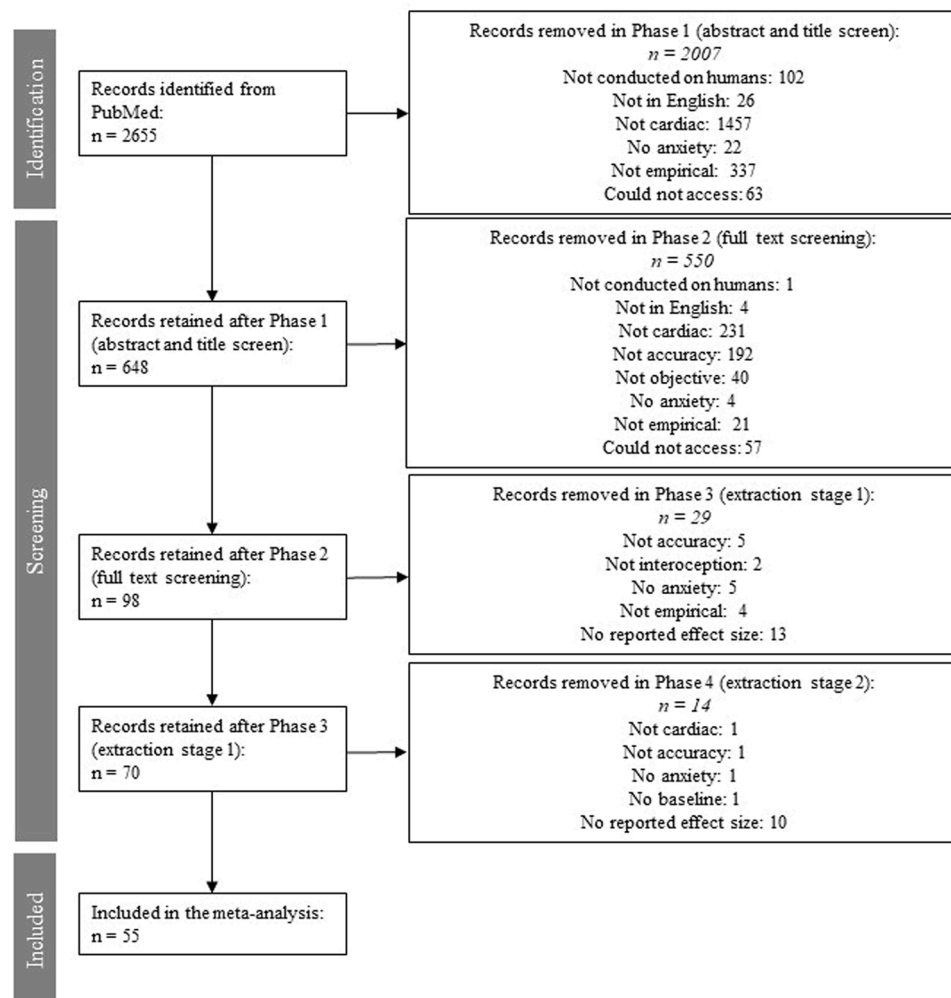 Identification
Records identified from
PubMed:
n = 2655
Records removed in Phase 1 (abstract and title screen):
n = 2007
Not conducted on humans: 102
Not in English: 26
Not cardiac: 1457
No anxiety: 22
Not empirical: 337
Could not access: 63
Screening
Records retained after Phase 1
(abstract and title screen):
n = 648
Records removed in Phase 2 (full text screening):
n = 550
Not conducted on humans: 1
Not in English: 4
Not cardiac: 231
Not accuracy: 192
Not objective: 40
No anxiety: 4
Not empirical: 21
Could not access: 57
Records retained after Phase 2
(full text screening):
n = 98
Records removed in Phase 3 (extraction stage 1):
n = 29
Not accuracy: 5
Not interoception: 2
No anxiety: 5
Not empirical: 4
No reported effect size: 13
Records retained after Phase 3
(extraction stage 1):
n = 70
Records removed in Phase 4 (extraction stage 2):
n = 14
Not cardiac: 1
Not accuracy: 1
No anxiety: 1
No baseline: 1
No reported effect size: 10
Included
Included in the meta-analysis:
n = 55